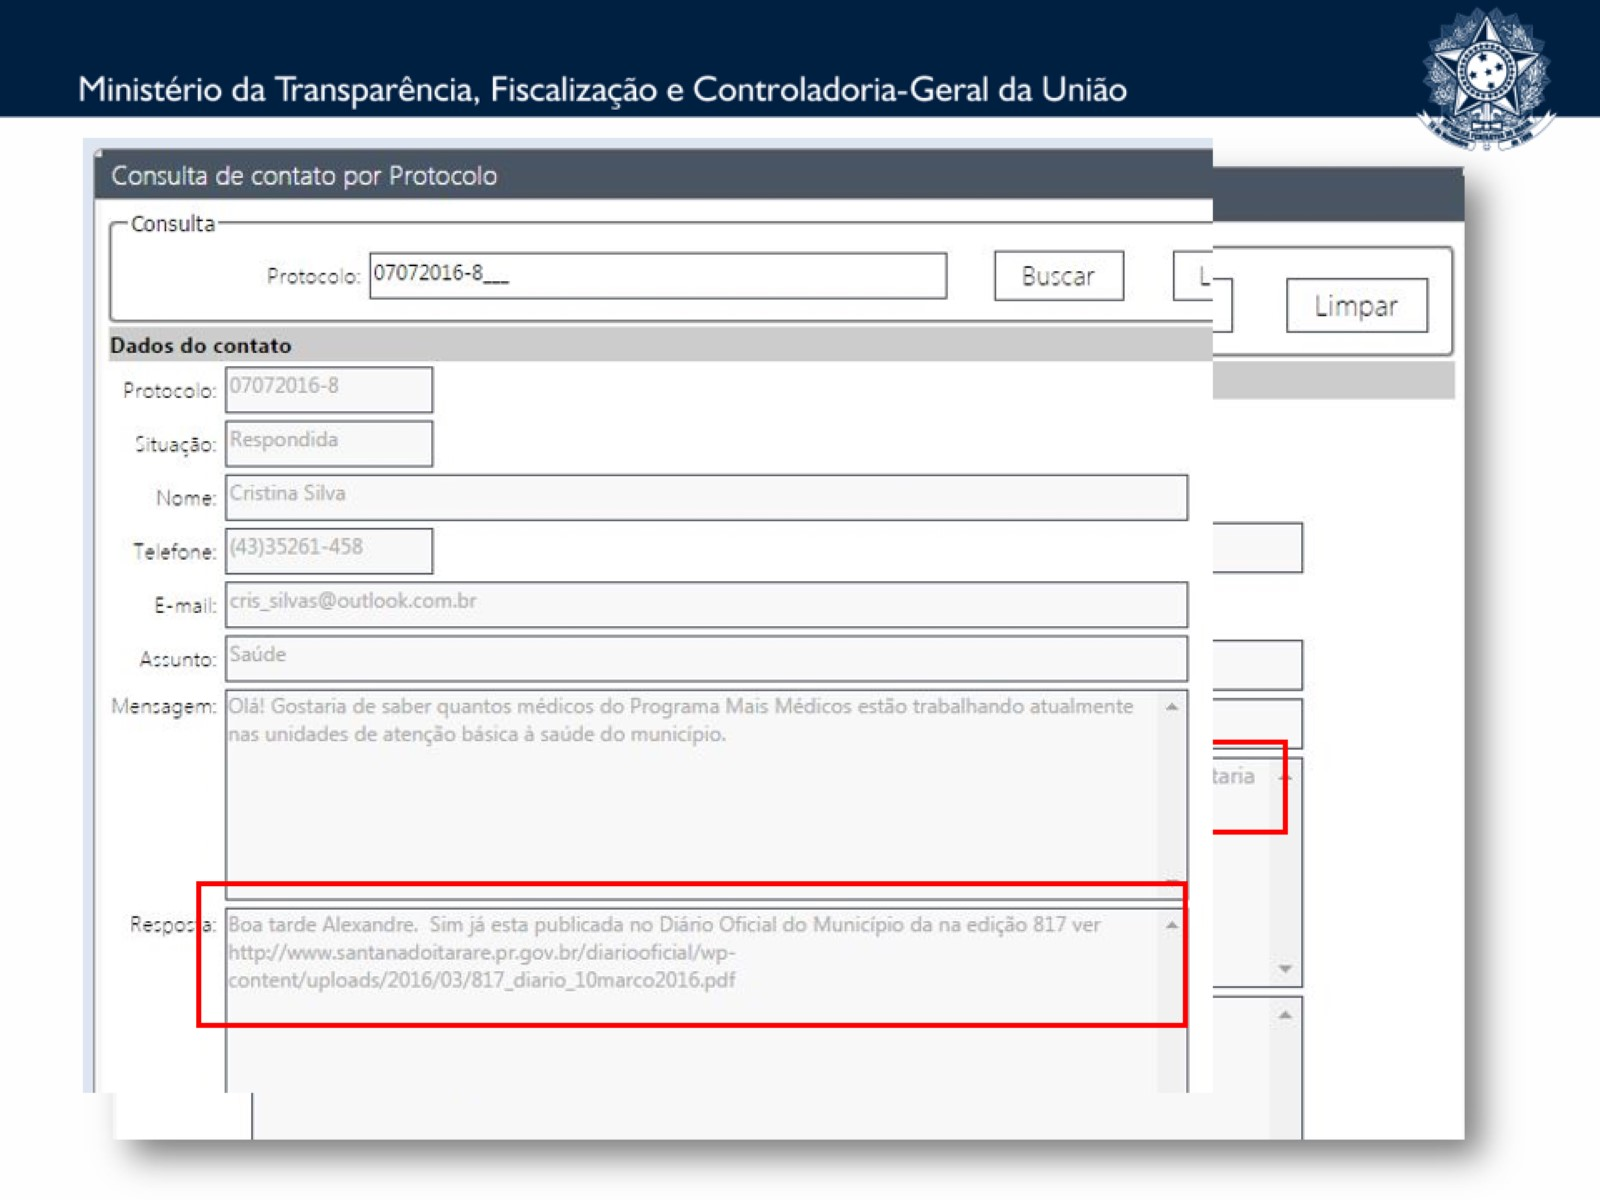 Ministério da Transparência, Fiscalização e Controladoria-Geral da União
Consulta de contato por Protocolo
Consulta
Protocolo: 07072016-8___ Buscar L
Limpar
Dados do contato
Protocolo: 07072016-8
Situação: Respondida
Nome: Cristina Silva
Telefone: (43)35261-458
E-mail: cris_silvas@outlook.com.br
Assunto: Saúde
Mensagem: Olá! Gostaria de saber quantos médicos do Programa Mais Médicos estão trabalhando atualmente
nas unidades de atenção básica à saúde do município.
taria
Resposta: Boa tarde Alexandre. Sim já esta publicada no Diário Oficial do Município da na edição 817 ver
http://www.santanadoitarare.pr.gov.br/diariooficial/wp-
content/uploads/2016/03/817_diario_10marco2016.pdf